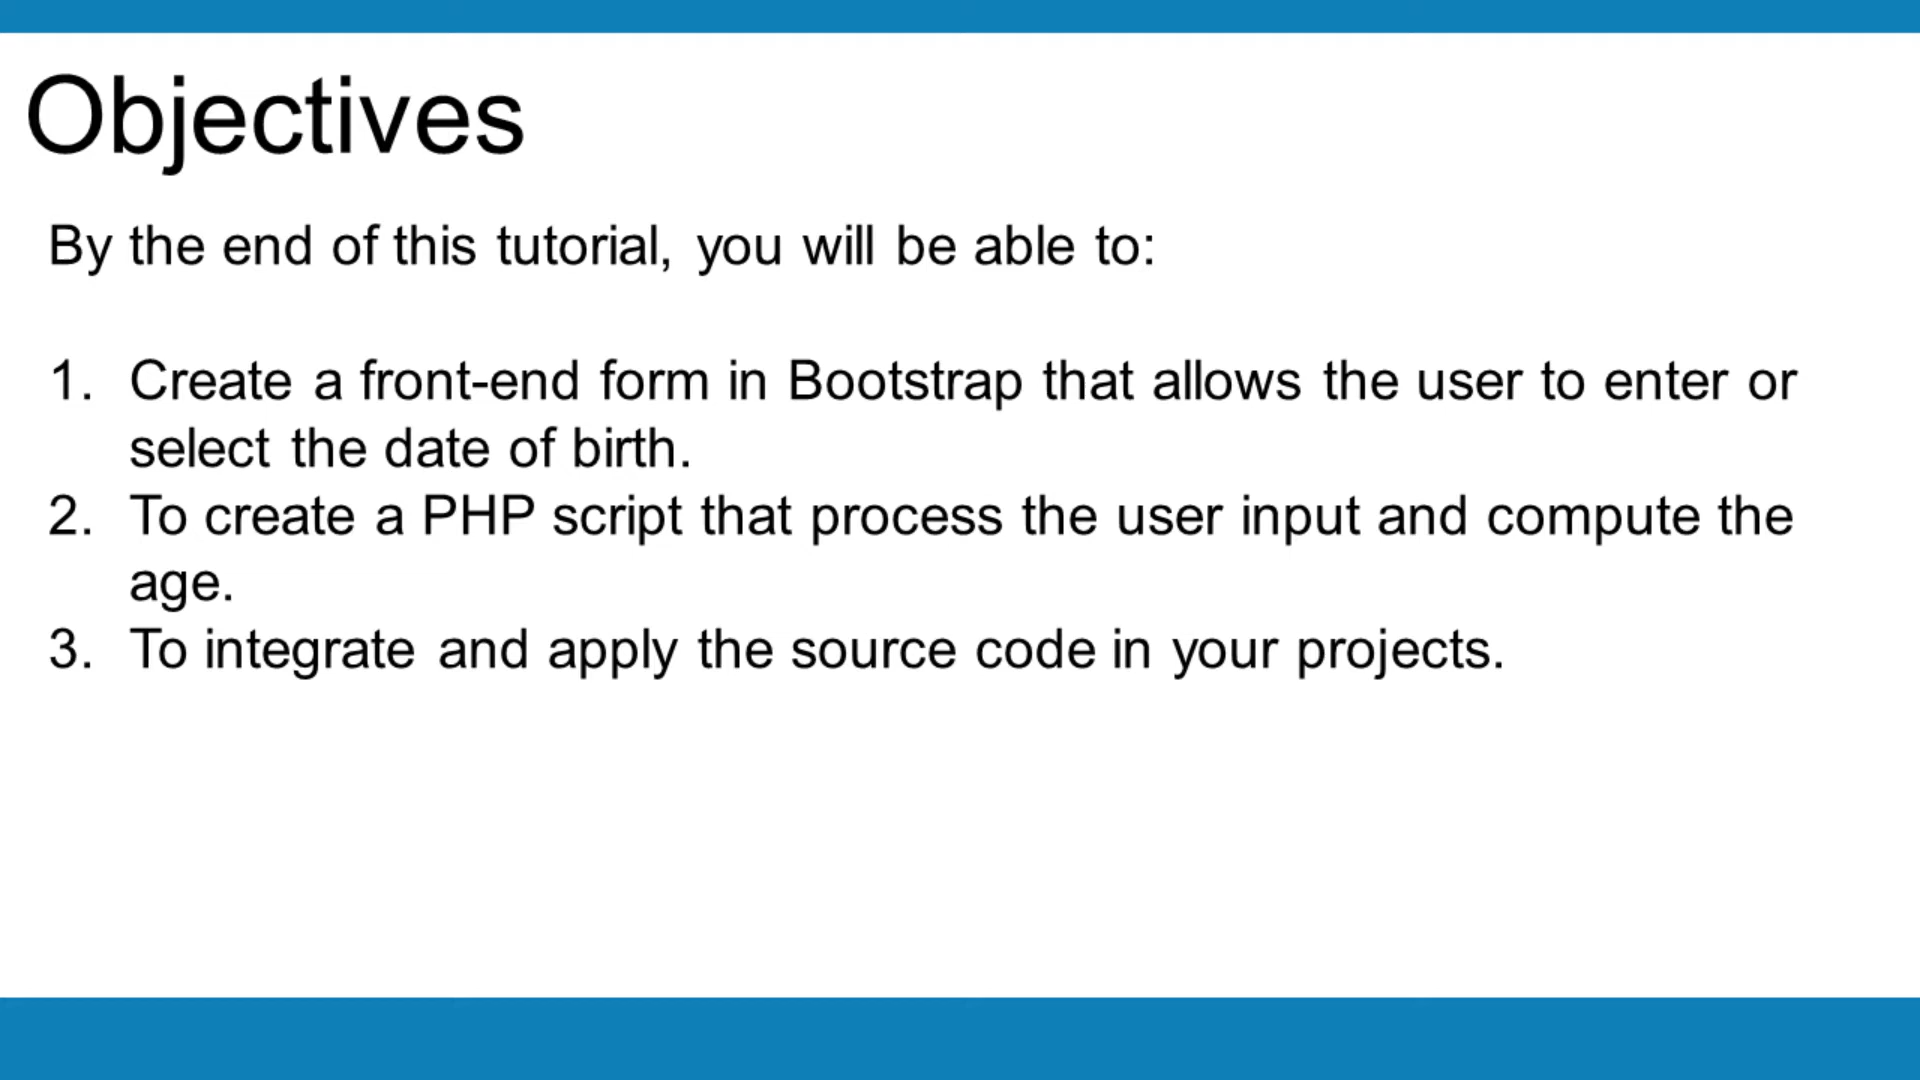 Objectives
By the end of this tutorial, you will be able to:
1. Create a front-end form in Bootstrap that allows the user to enter or
select the date of birth.
2. To create a PHP script that process the user input and compute the
age.
3. To integrate and apply the source code in your projects.